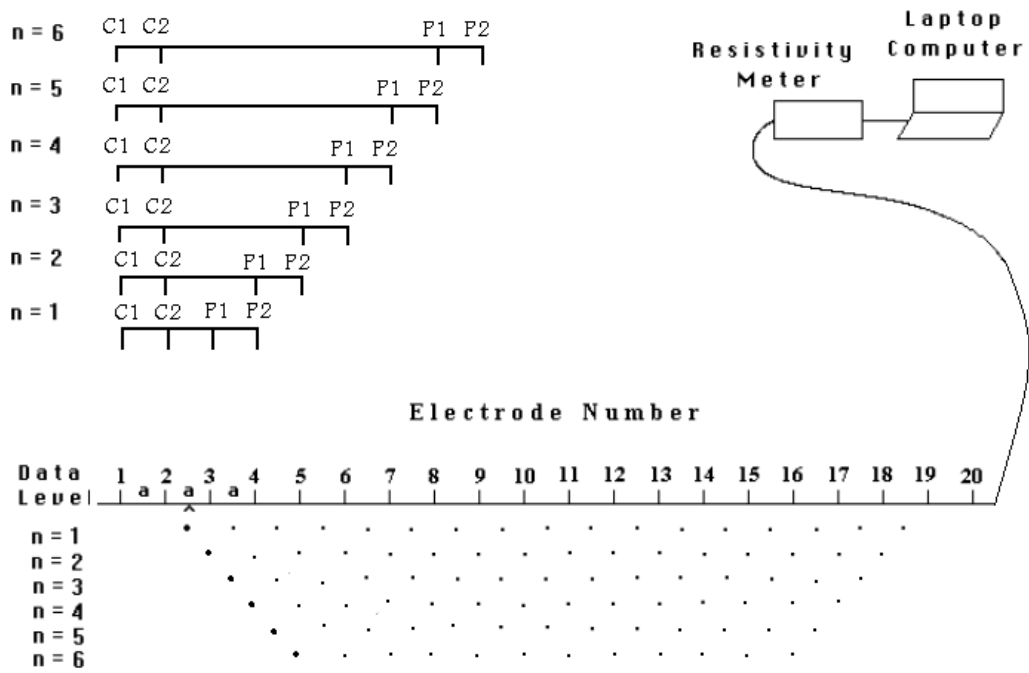 n = 6 C1 C2 P1 P2
n = 5 C1 C2 P1 P2
n = 4 C1 C2 P1 P2
n = 3 C1 C2 P1 P2
n = 2 C1 C2 P1 P2
n = 1 C1 C2 P1 P2
Resistivity
Meter
Laptop
Computer
Electrode Number
Data
Level
1 2 3 4 5 6 7 8 9 10 11 12 13 14 15 16 17 18 19 20
a a a
n = 1
n = 2
n = 3
n = 4
n = 5
n = 6